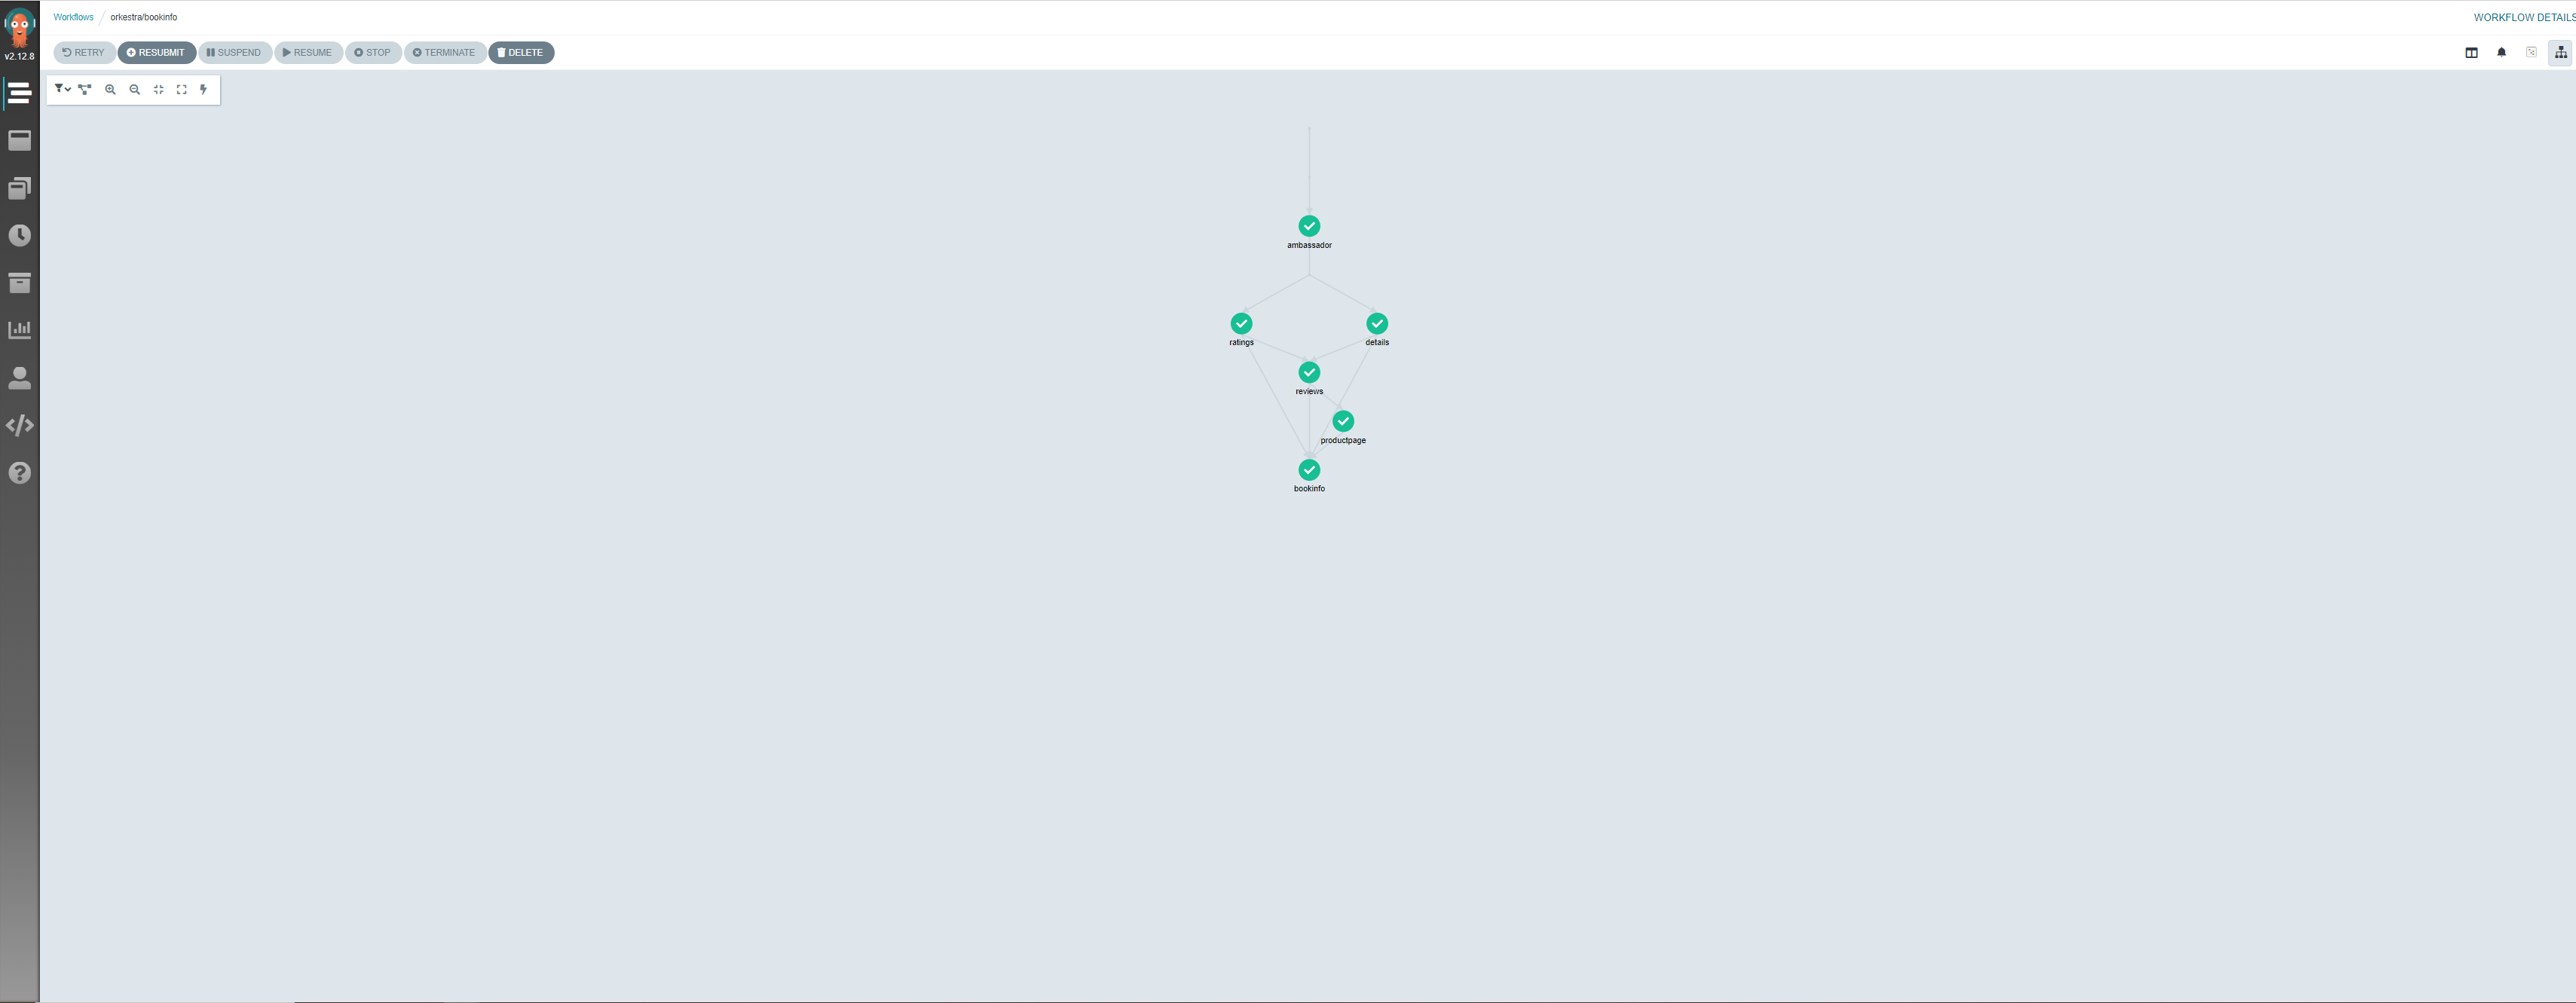 Workflows / orkestra/bookinfo
WORKFLOW DETAILS
v2.12.8
RETRY RESUBMIT SUSPEND RESUME STOP TERMINATE DELETE
ambassador
ratings details
reviews
productpage
bookinfo